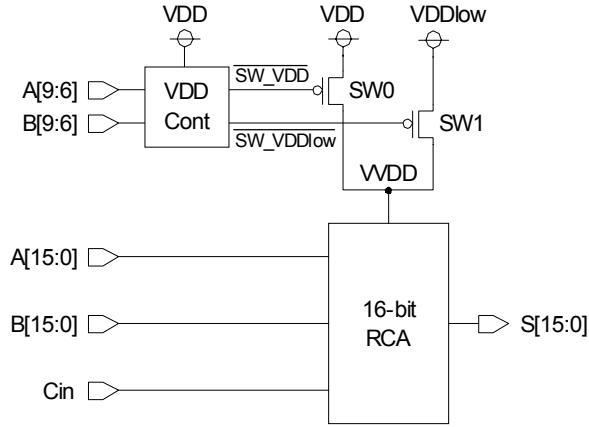 VDD
VDD
VDDlow
A[9:6]
B[9:6]
VDD
Cont
SW_VDD
SW_VDDlow
SW0
SW1
VVDD
A[15:0]
B[15:0]
Cin
16-bit
RCA
S[15:0]